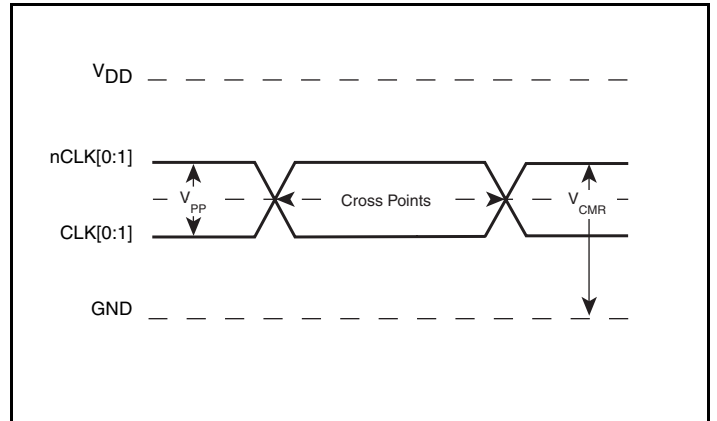 VDD
nCLK[0:1]
VPP
Cross Points
VCMR
CLK[0:1]
GND